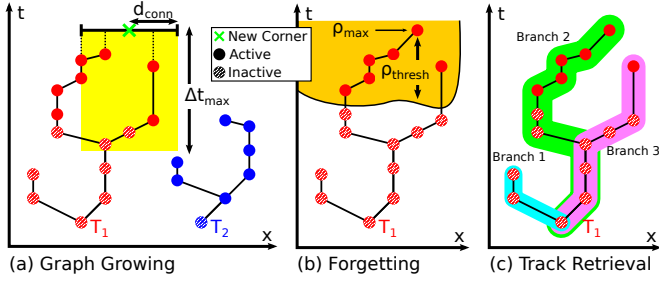 t
d_conn
New Corner
Active
Inactive
Δt_max
T_1
T_2
x
(a) Graph Growing
t
ρ_max
ρ_thresh
T_1
x
(b) Forgetting
t
Branch 2
Branch 1
Branch 3
T_1
x
(c) Track Retrieval